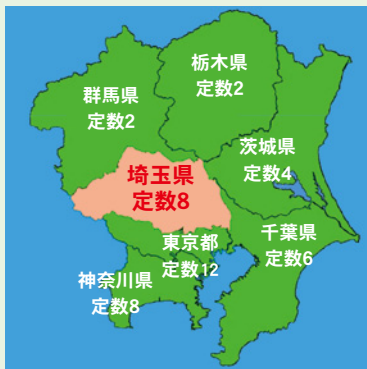 栃木県
定数2
群馬県
定数2
茨城県
定数4
埼玉県
定数8
千葉県
定数6
東京都
定数12
神奈川県
定数8